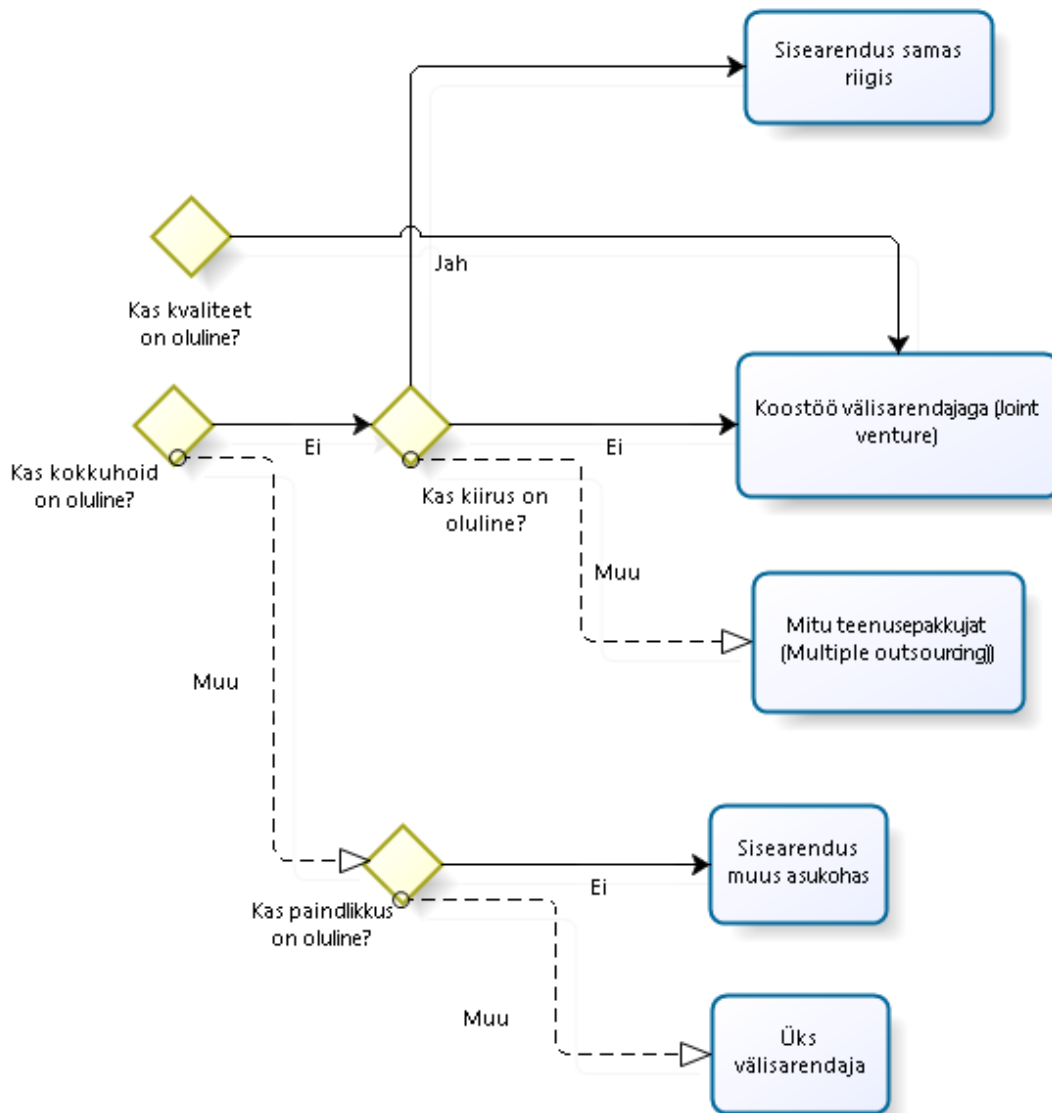 Sisearendus samas
riigis
Jah
Kas kvaliteet
on oluline?
Koostöö välisarendajaga (Joint
venture)
Ei
Ei
Kas kokkuhoid
on oluline?
Kas kiirus on
oluline?
Muu
Mitu teenusepakkujat
(Multiple outsourcing))
Muu
Sisearendus
muus asukohas
Ei
Kas paindlikkus
on oluline?
Muu
Üks
välisarendaja